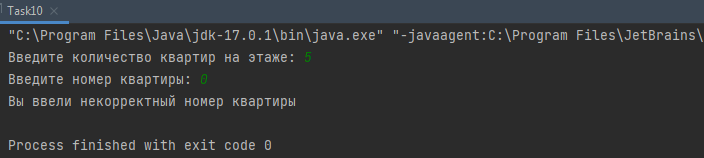 Task10
"C:\Program Files\Java\jdk-17.0.1\bin\java.exe" "-javaagent:C:\Program Files\JetBrains\
Введите количество квартир на этаже: 5
Введите номер квартиры: 0
Вы ввели некорректный номер квартиры
Process finished with exit code 0